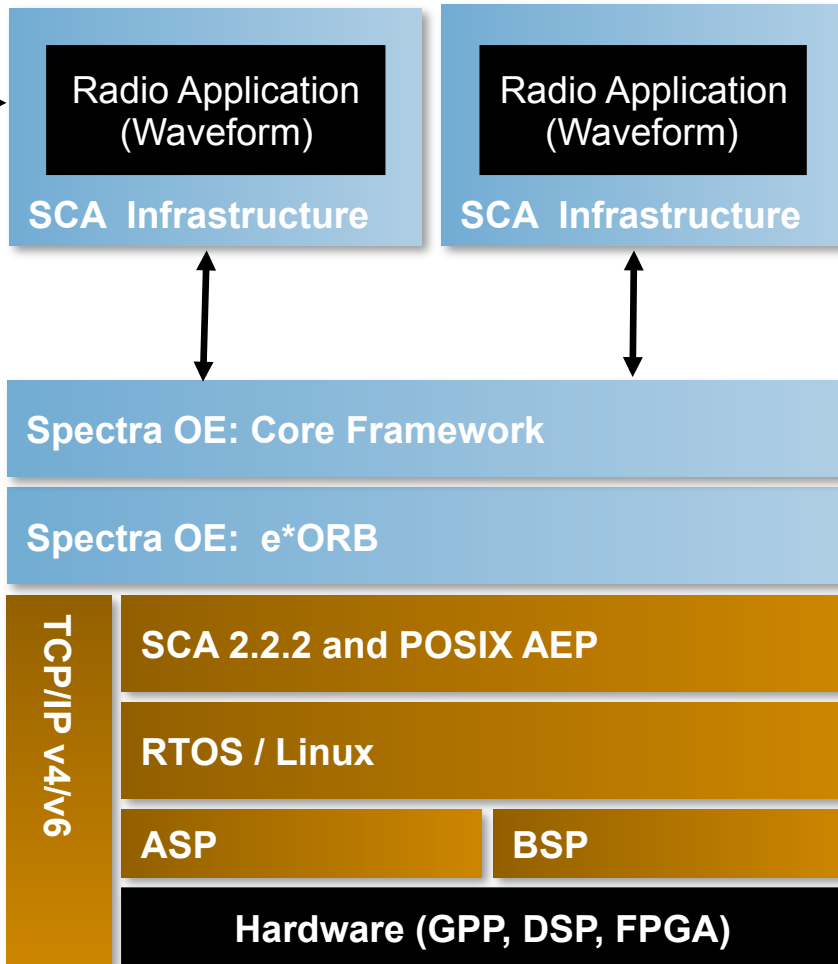 Radio Application
(Waveform)
SCA  Infrastructure
Radio Application
(Waveform)
SCA  Infrastructure
Spectra OE: Core Framework
Spectra OE:  e*ORB
TCP/IP v4/v6
SCA 2.2.2 and POSIX AEP
RTOS / Linux
ASP
BSP
Hardware (GPP, DSP, FPGA)